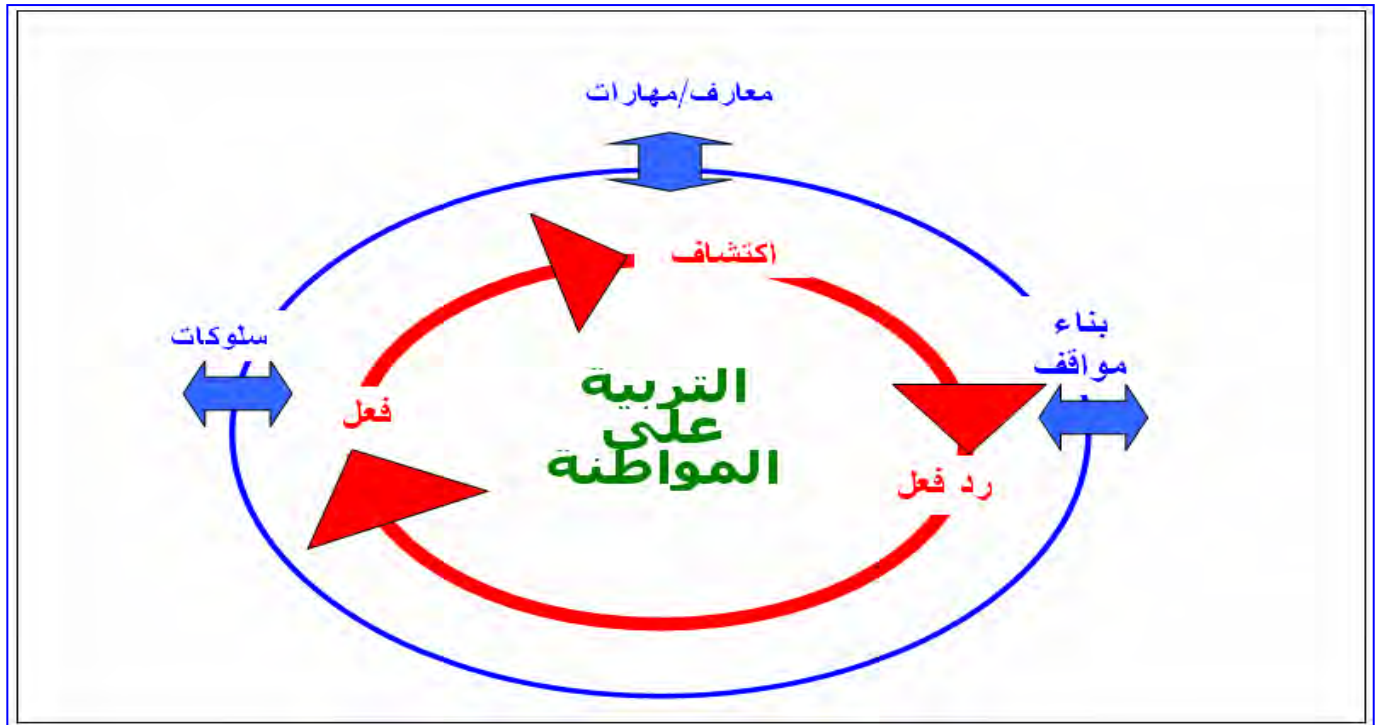 معارف/مهارات
اكتشاف
بناء
مواقف
سلوكات
فعل
التربية
على
المواطنة
رد فعل